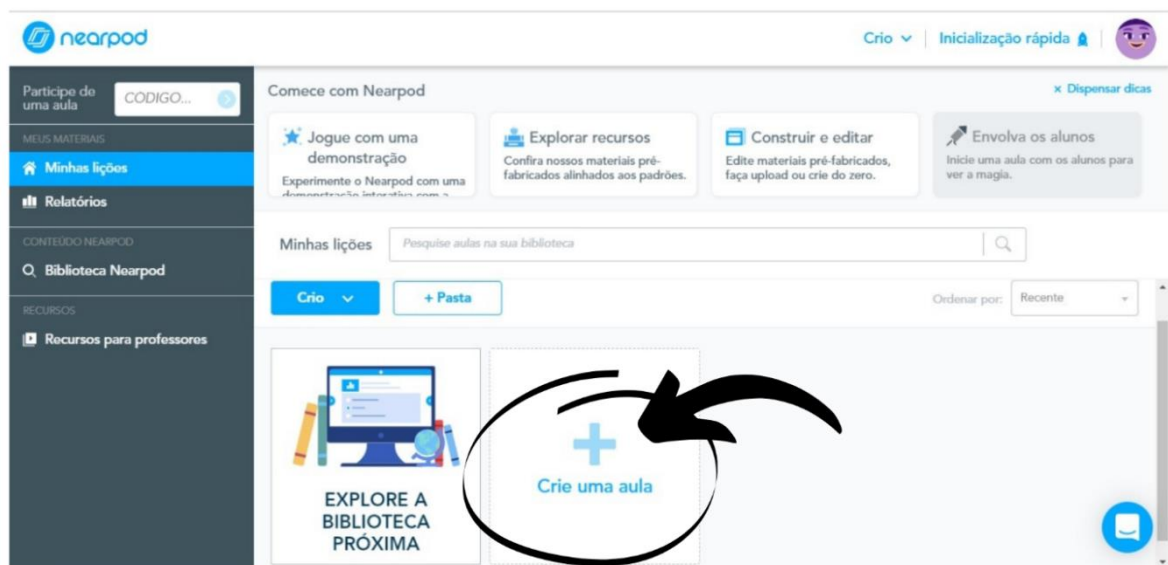 nearpod
Crio
Inicialização rápida
Participe de
uma aula
CODIGO...
MEUS MATERIAIS
Minhas lições
Relatórios
CONTEÚDO NEARPOD
Biblioteca Nearpod
RECURSOS
Recursos para professores
Comece com Nearpod
× Dispensar dicas
Jogue com uma
demonstração
Experimente o Nearpod com uma
demonstração interativa com a
Explorar recursos
Confira nossos materiais pré-
fabricados alinhados aos padrões.
Construir e editar
Edite materiais pré-fabricados,
faça upload ou crie do zero.
Envolva os alunos
Inicie uma aula com os alunos para
ver a magia.
Minhas lições
Pesquise aulas na sua biblioteca
Crio
+ Pasta
Ordenar por:
Recente
EXPLORE A
BIBLIOTECA
PRÓXIMA
Crie uma aula